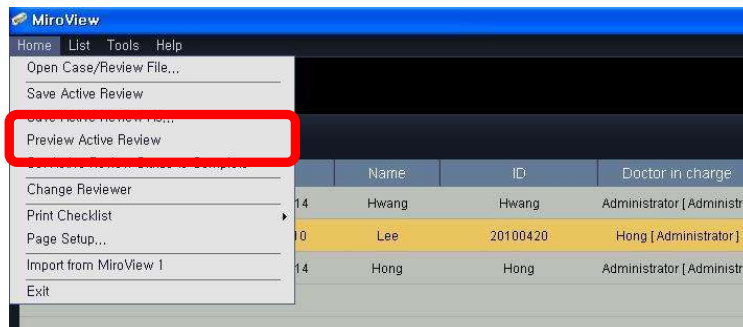 MiroView
Home List Tools Help
Open Case/Review File...
Save Active Review
Preview Active Review
Change Reviewer
Print Checklist
Page Setup...
Import from MiroView 1
Exit
Name ID Doctor in charge
14 Hwang Hwang Administrator [ Administr
10 Lee 20100420 Hong [ Administrator ]
14 Hong Hong Administrator [ Administr